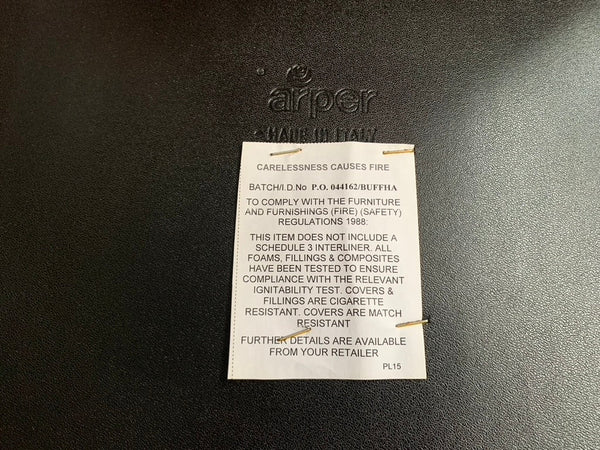 arper
MADE IN ITALY
CARELESSNESS CAUSES FIRE
BATCH/I.D.No P.O. 044162/BUFFHA
TO COMPLY WITH THE FURNITURE
AND FURNISHINGS (FIRE) (SAFETY)
REGULATIONS 1988:
THIS ITEM DOES NOT INCLUDE A
SCHEDULE 3 INTERLINER. ALL
FOAMS, FILLINGS & COMPOSITES
HAVE BEEN TESTED TO ENSURE
COMPLIANCE WITH THE RELEVANT
IGNITABILITY TEST. COVERS &
FILLINGS ARE CIGARETTE
RESISTANT. COVERS ARE MATCH
RESISTANT
FURTHER DETAILS ARE AVAILABLE
FROM YOUR RETAILER
PL15